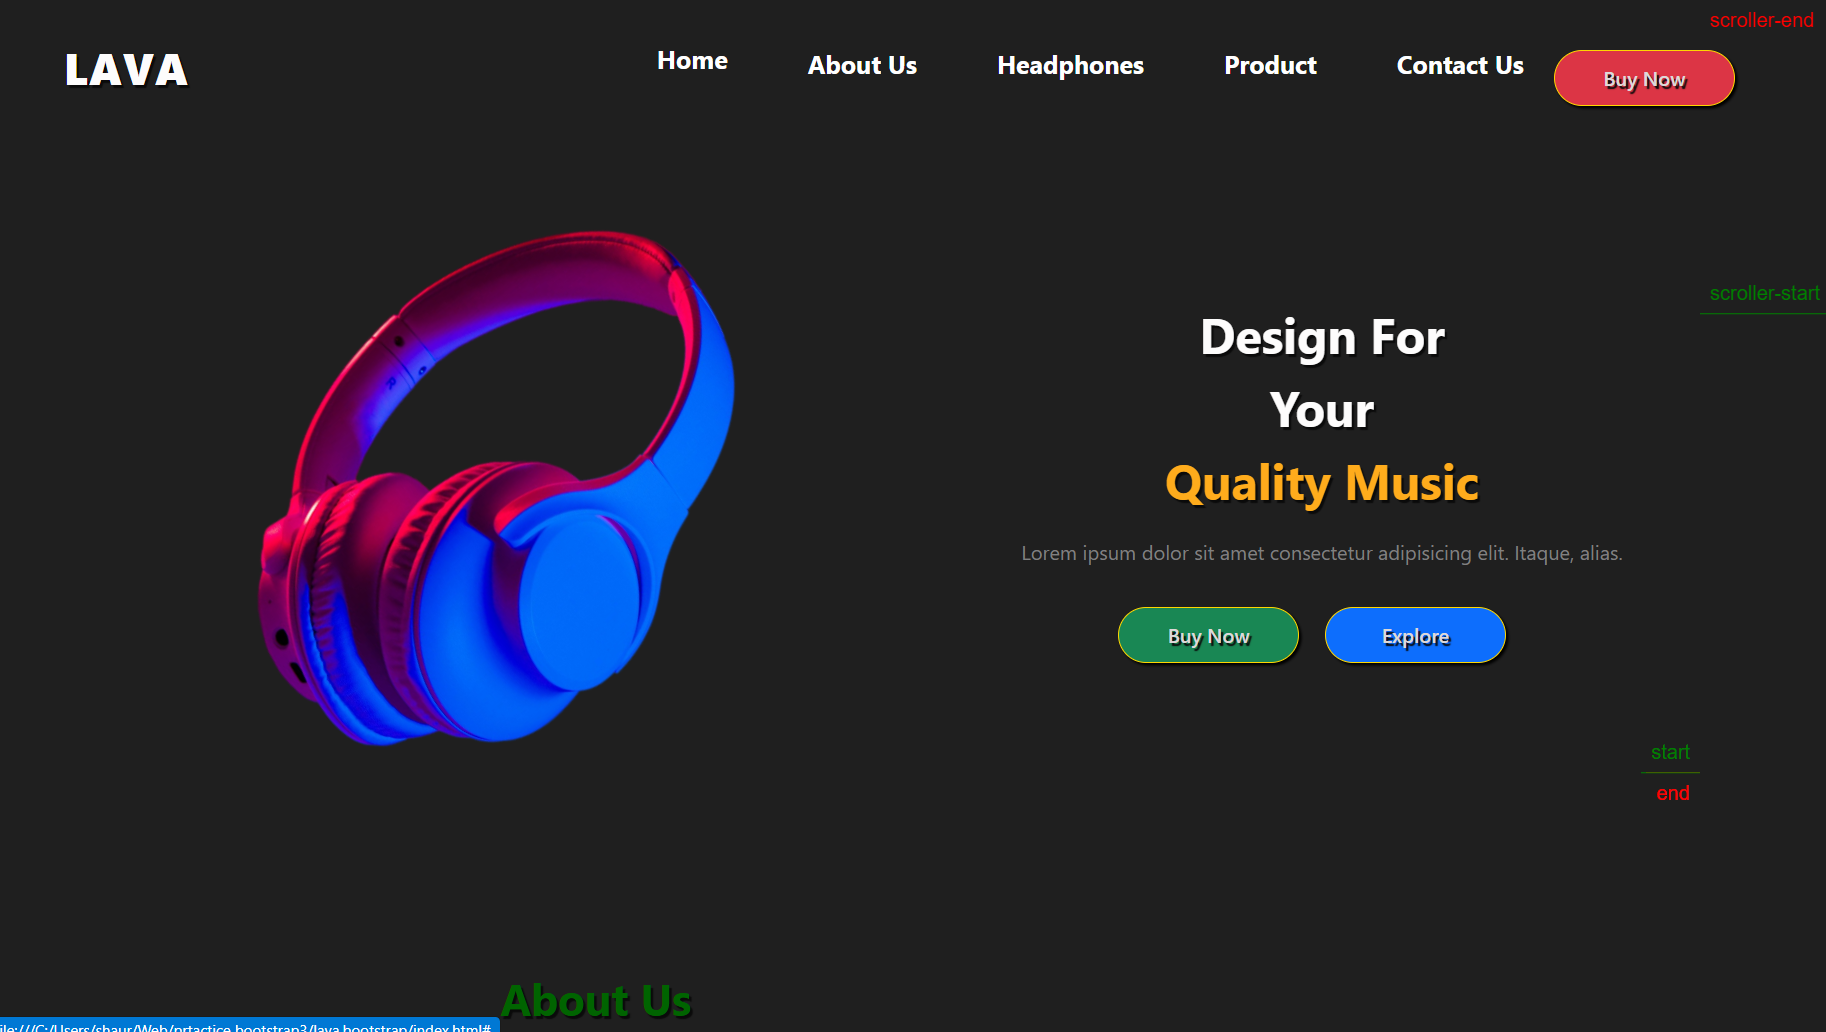 scroller-end
LAVA
Home About Us Headphones Product Contact Us Buy Now
scroller-start
Design For
Your
Quality Music
Lorem ipsum dolor sit amet consectetur adipisicing elit. Itaque, alias.
Buy Now Explore
start
end
About Us
ile:///C:/Users/shaur/Web/prtactice bootstrap3/lava bootstrap/index.html#